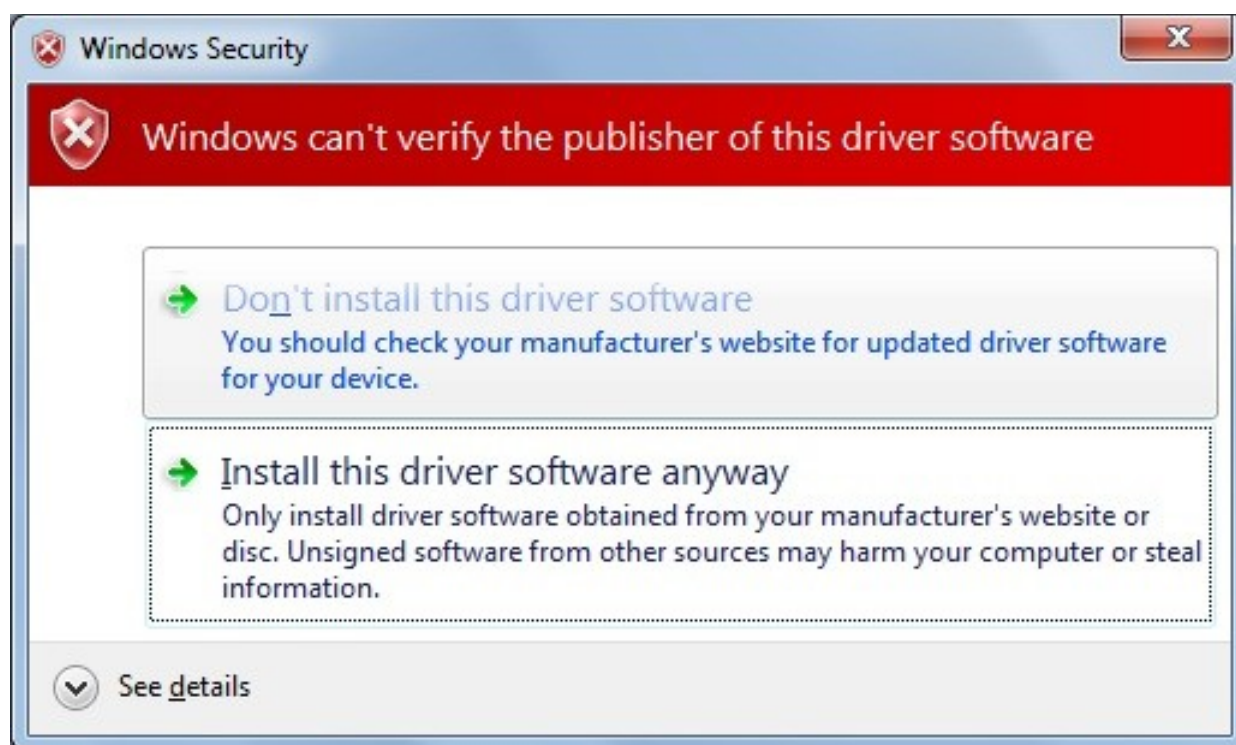 Windows Security
Windows can't verify the publisher of this driver software
Don't install this driver software
You should check your manufacturer's website for updated driver software
for your device.
Install this driver software anyway
Only install driver software obtained from your manufacturer's website or
disc. Unsigned software from other sources may harm your computer or steal
information.
See details